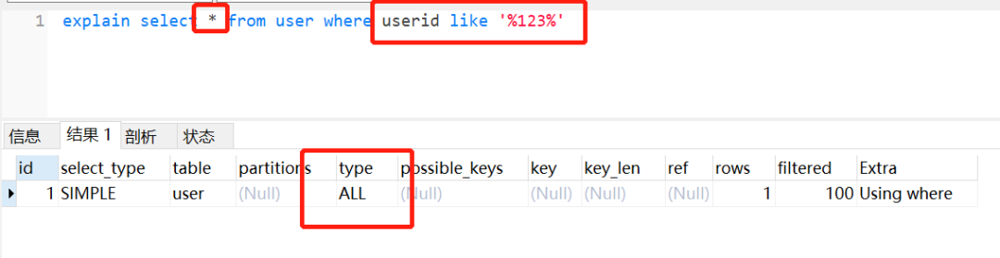 1 explain select * from user where userid like '%123%'
信息 结果 1 剖析 状态
id select_type table partitions type possible_keys key key_len ref rows filtered Extra
1 SIMPLE user (Null) ALL (Null) (Null) (Null) (Null) 1 100 Using where